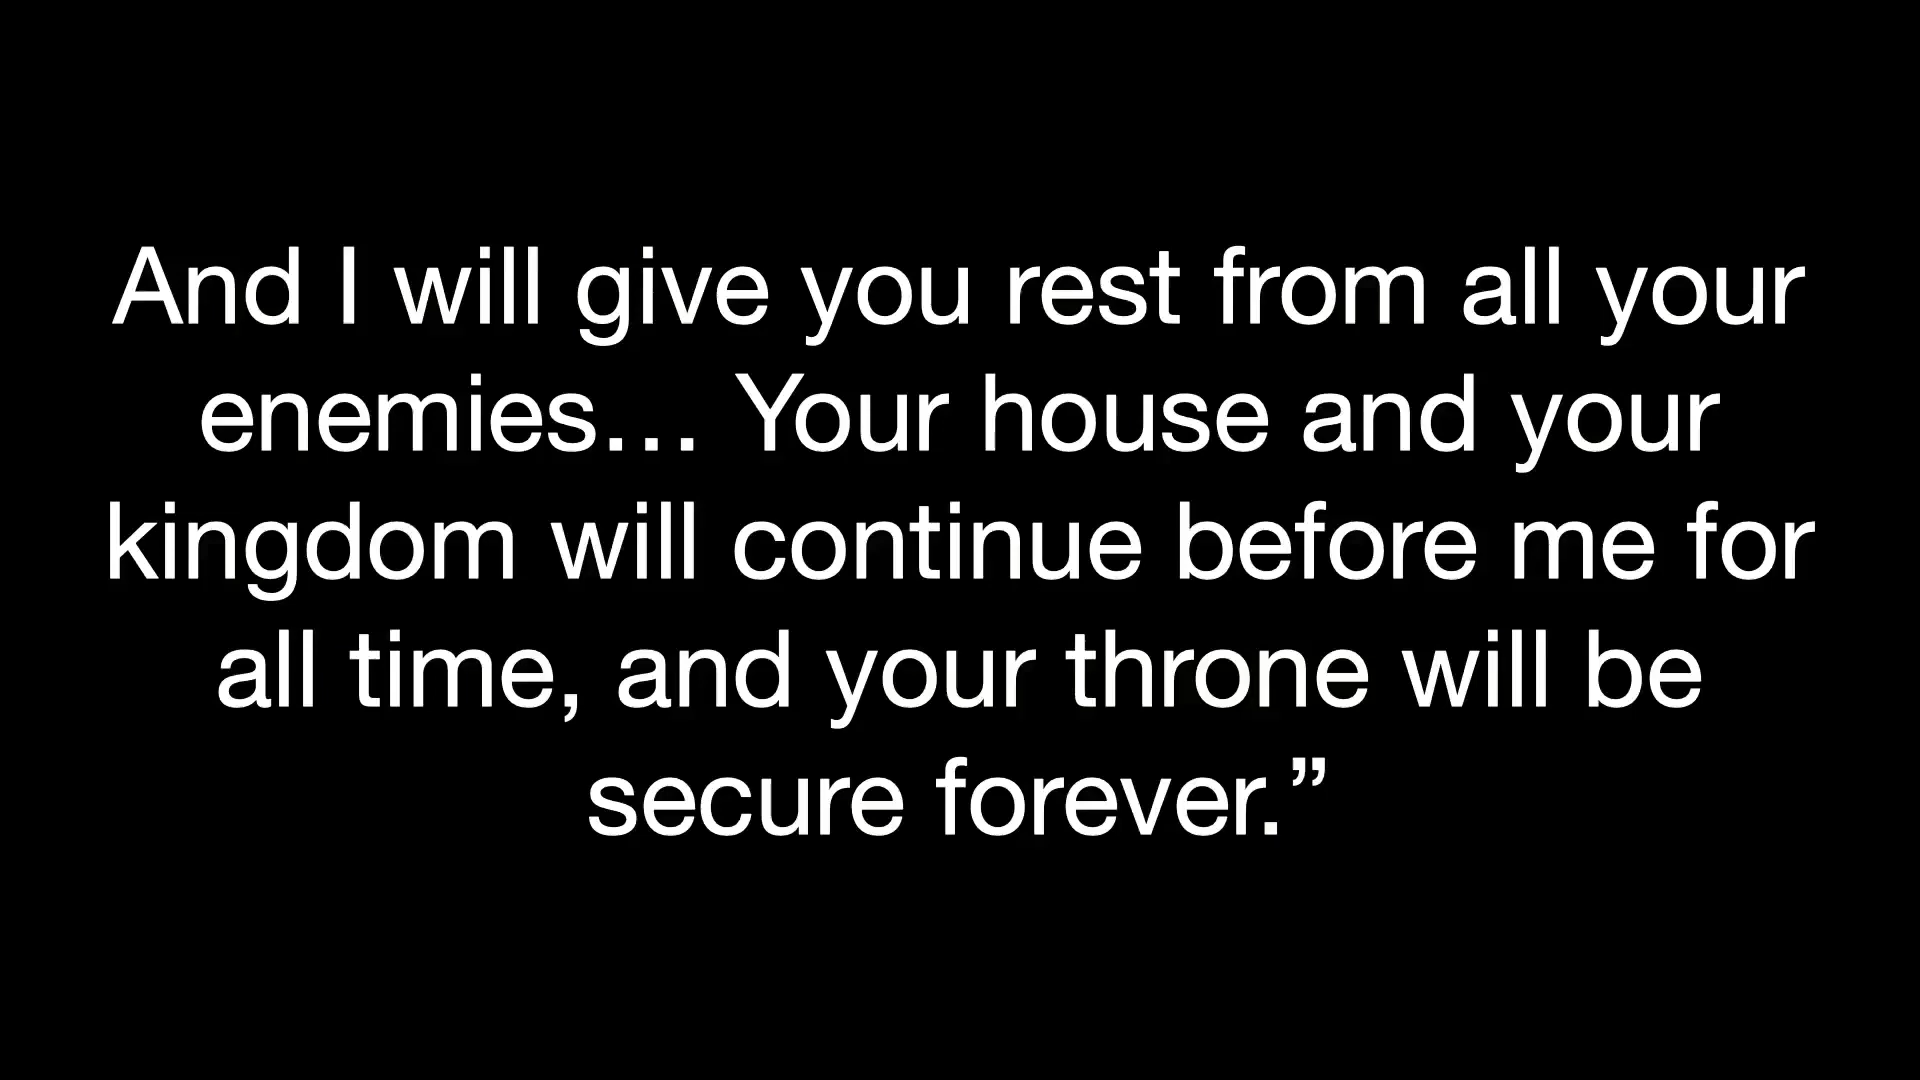 And I will give you rest from all your
enemies… Your house and your
kingdom will continue before me for
all time, and your throne will be
secure forever.”